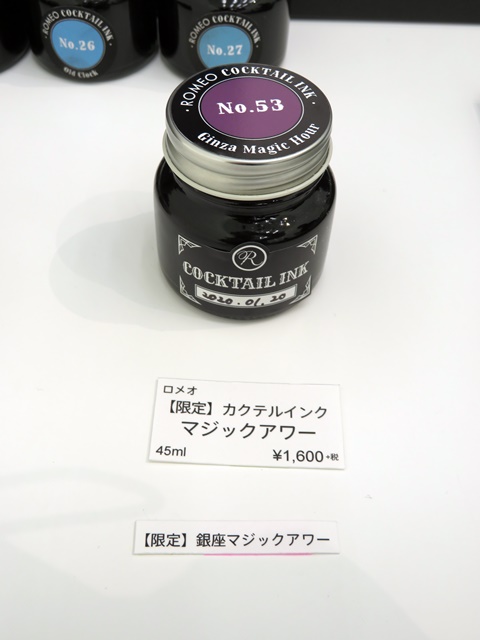 ROMEO COCKTAIL INK
No.26
Old Clock
ROMEO COCKTAIL INK
No.27
· ROMEO COCKTAIL INK ·
No.53
Ginza Magic Hour
R
COCKTAIL INK
2020.01.20
ロメオ
【限定】カクテルインク
マジックアワー
45ml ¥1,600+税
【限定】銀座マジックアワー